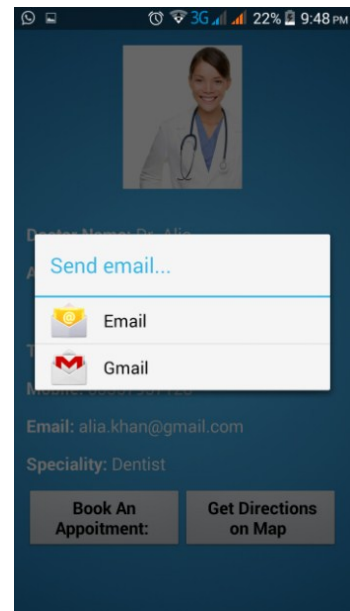 3G 22% 9:48 PM
Doctor Name: Dr. Alia
Send email...
Email
Gmail
Email: alia.khan@gmail.com
Speciality: Dentist
Book An
Appoitment:
Get Directions
on Map